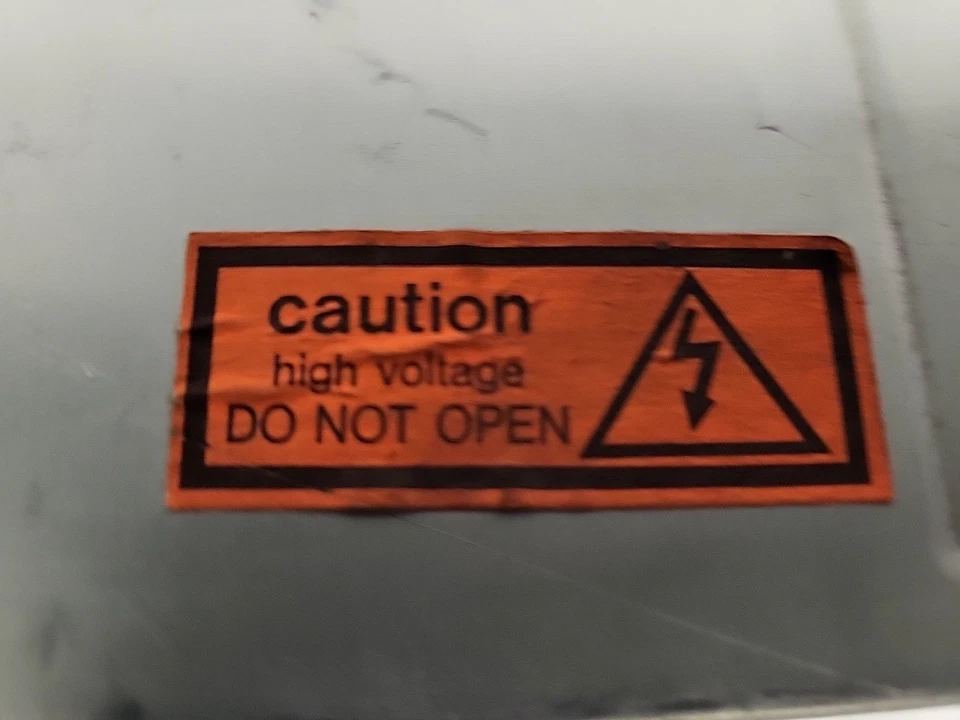 caution
high voltage
DO NOT OPEN